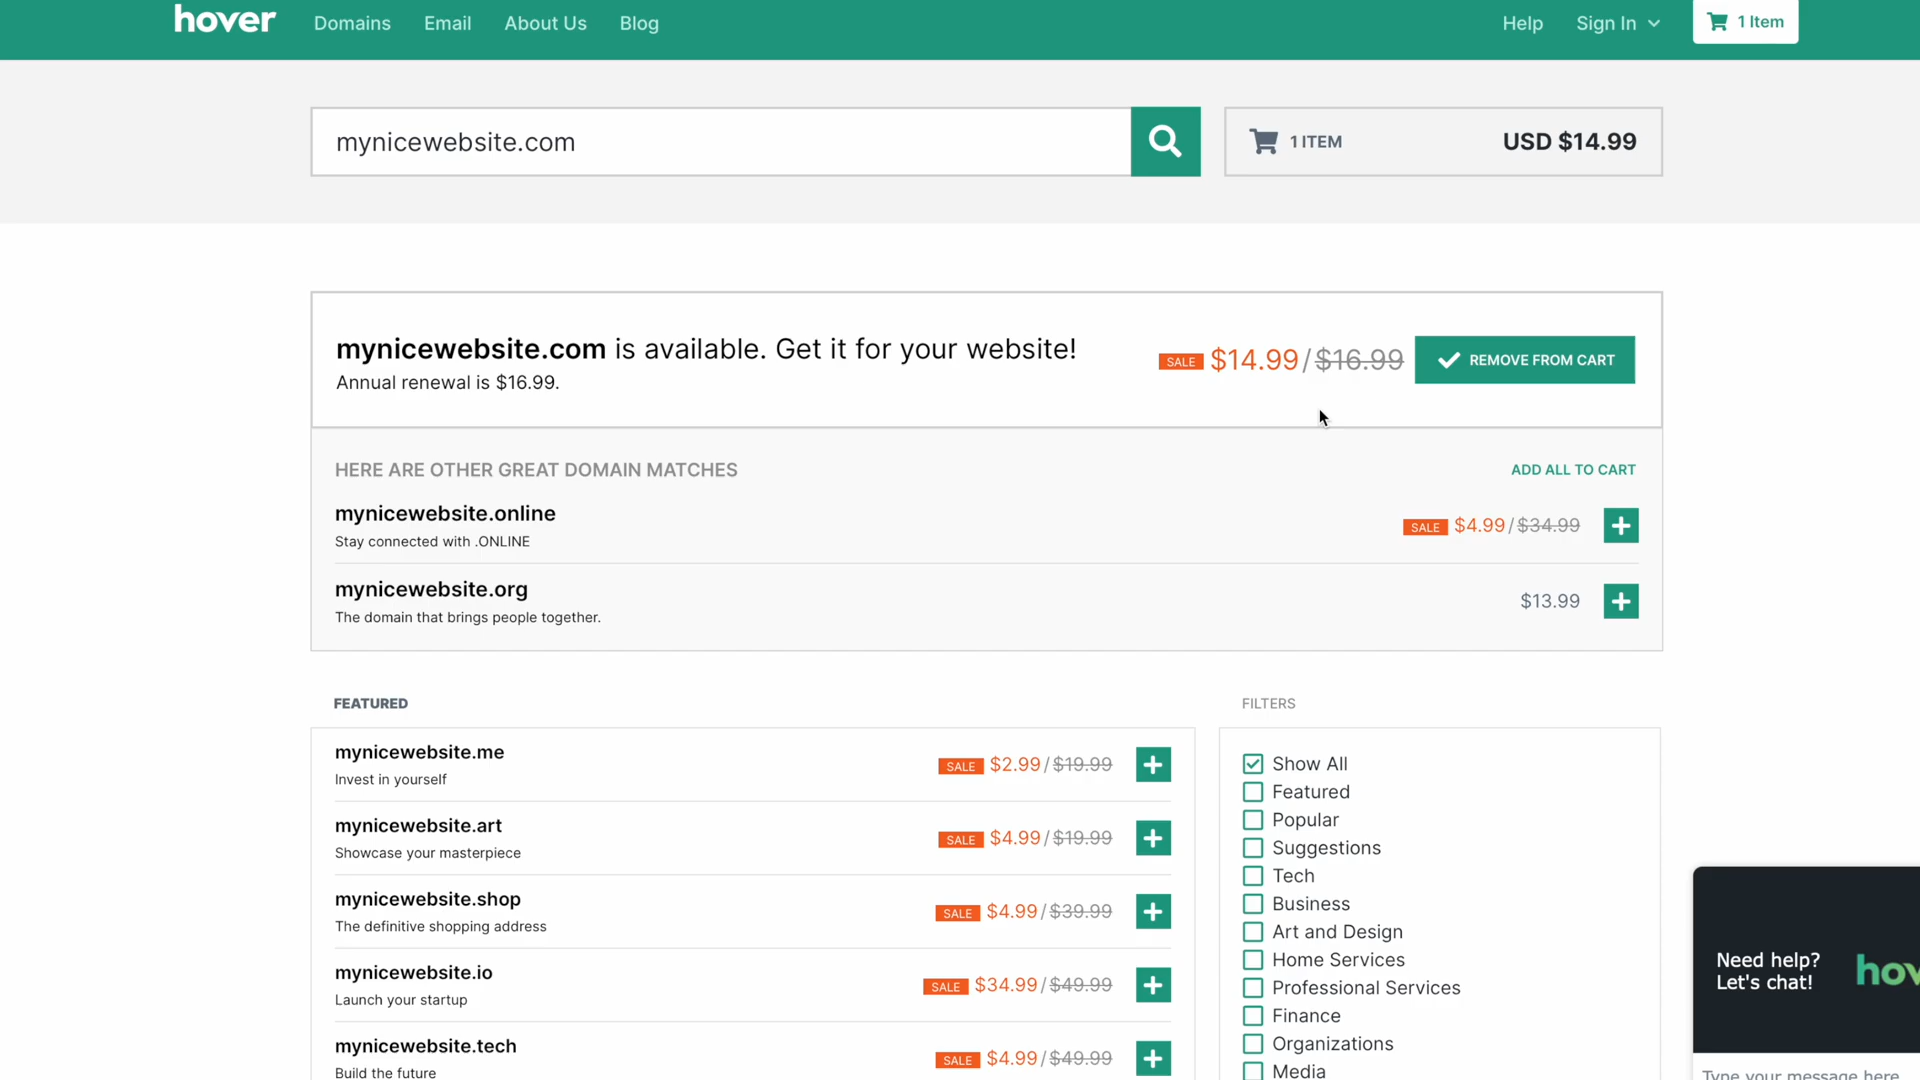 hover
Domains
Email
About Us
Blog
Help
Sign In
1 Item
mynicewebsite.com
1 ITEM
USD $14.99
mynicewebsite.com is available. Get it for your website!
Annual renewal is $16.99.
SALE $14.99/$16.99
REMOVE FROM CART
HERE ARE OTHER GREAT DOMAIN MATCHES
ADD ALL TO CART
mynicewebsite.online
Stay connected with .ONLINE
SALE $4.99/$34.99
mynicewebsite.org
The domain that brings people together.
$13.99
FEATURED
mynicewebsite.me
Invest in yourself
SALE $2.99/$19.99
mynicewebsite.art
Showcase your masterpiece
SALE $4.99/$19.99
mynicewebsite.shop
The definitive shopping address
SALE $4.99/$39.99
mynicewebsite.io
Launch your startup
SALE $34.99/$49.99
mynicewebsite.tech
Build the future
SALE $4.99/$49.99
FILTERS
Show All
Featured
Popular
Suggestions
Tech
Business
Art and Design
Home Services
Professional Services
Finance
Organizations
Media
Need help?
Let's chat!
hov
Type your message here